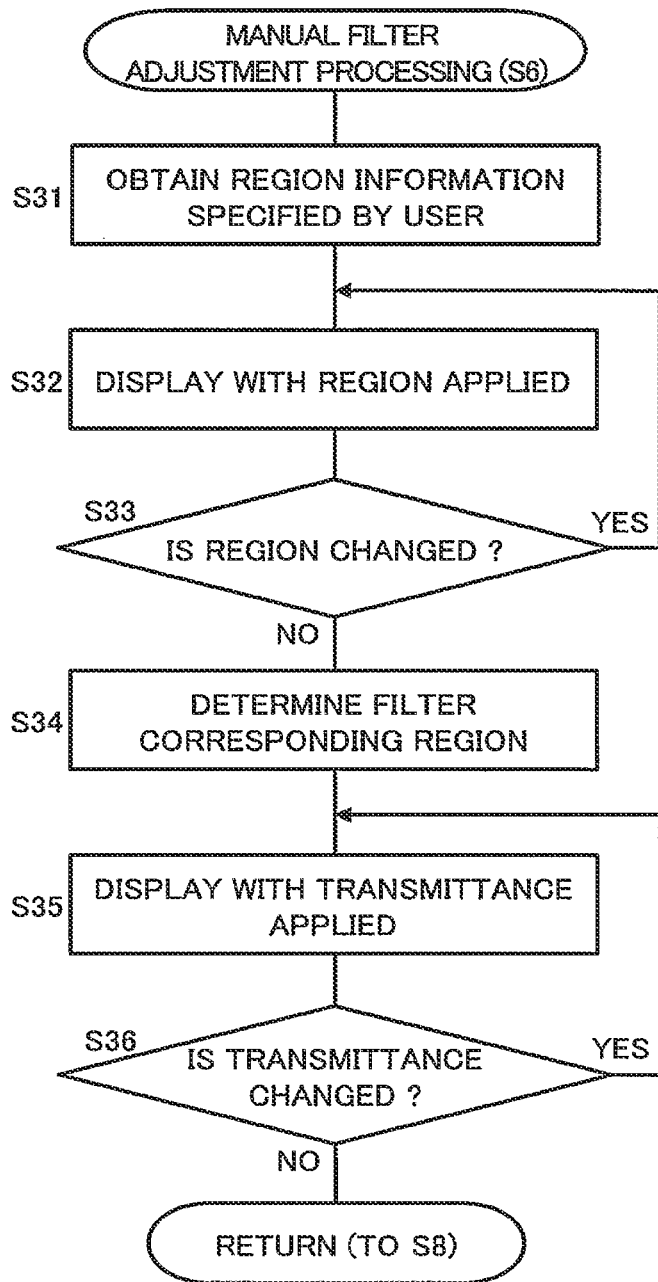 MANUAL FILTER
ADJUSTMENT PROCESSING (S6)
S31
OBTAIN REGION INFORMATION
SPECIFIED BY USER
S32
DISPLAY WITH REGION APPLIED
S33
IS REGION CHANGED ?
YES
NO
S34
DETERMINE FILTER
CORRESPONDING REGION
S35
DISPLAY WITH TRANSMITTANCE
APPLIED
S36
IS TRANSMITTANCE
CHANGED ?
YES
NO
RETURN (TO S8)